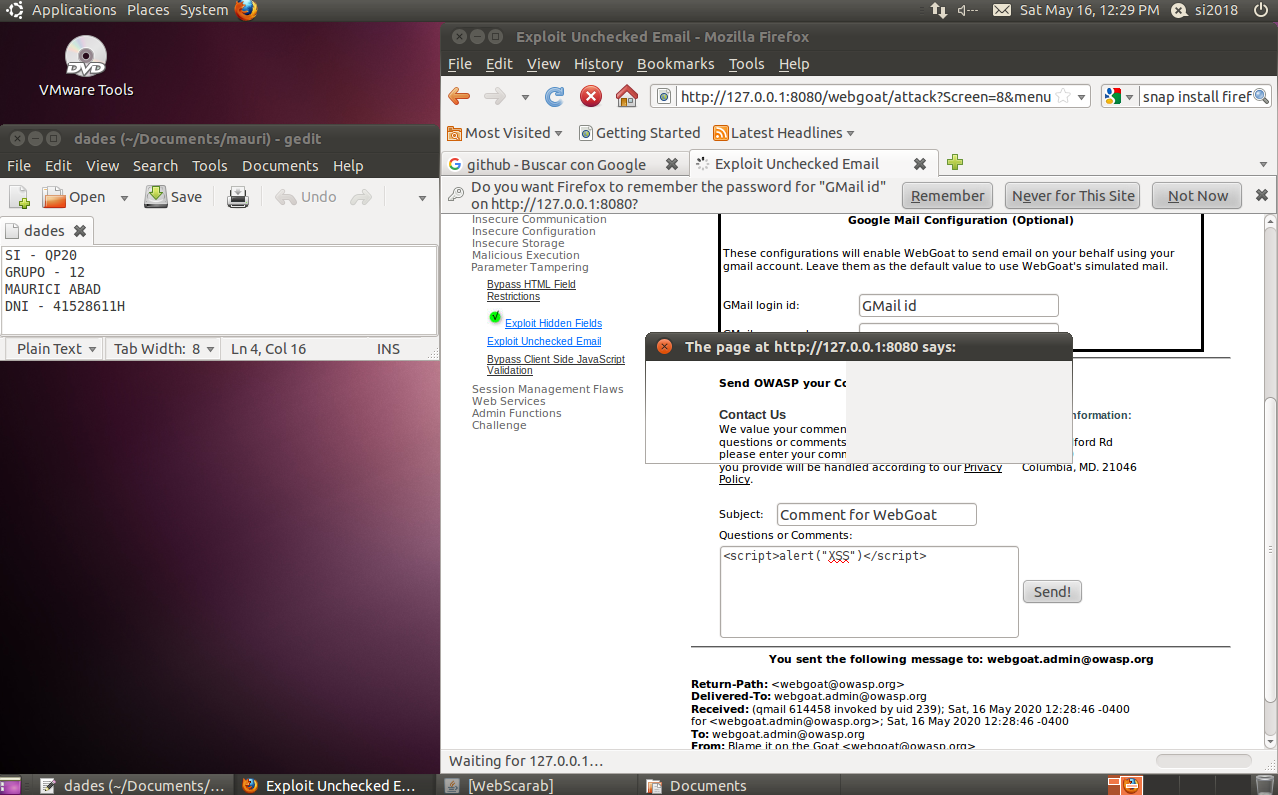 Applications Places System
Sat May 16, 12:29 PM si2018
VMware Tools
dades (~/Documents/mauri) - gedit
File Edit View Search Tools Documents Help
Open Save Undo
dades
SI - QP20
GRUPO - 12
MAURICI ABAD
DNI - 41528611H
Plain Text Tab Width: 8 Ln 4, Col 16 INS
Exploit Unchecked Email - Mozilla Firefox
File Edit View History Bookmarks Tools Help
http://127.0.0.1:8080/webgoat/attack?Screen=8&menu
snap install firef
Most Visited Getting Started Latest Headlines
github - Buscar con Google
Exploit Unchecked Email
Do you want Firefox to remember the password for "GMail id"
on http://127.0.0.1:8080?
Remember Never for This Site Not Now
Insecure Communication
Insecure Configuration
Insecure Storage
Malicious Execution
Parameter Tampering
Bypass HTML Field
Restrictions
Exploit Hidden Fields
Exploit Unchecked Email
Bypass Client Side JavaScript
Validation
Session Management Flaws
Web Services
Admin Functions
Challenge
Google Mail Configuration (Optional)
These configurations will enable WebGoat to send email on your behalf using your
gmail account. Leave them as the default value to use WebGoat's simulated mail.
GMail login id: GMail id
The page at http://127.0.0.1:8080 says:
Send OWASP your
Contact Us
nformation:
We value your
questions or comments
ford Rd
please enter your
you provide will be handled according to our Privacy
Policy.
Columbia, MD. 21046
Subject: Comment for WebGoat
Questions or Comments:
<script>alert("XSS")</script>
Send!
You sent the following message to: webgoat.admin@owasp.org
Return-Path: <webgoat@owasp.org>
Delivered-To: webgoat.admin@owasp.org
Received: (qmail 614458 invoked by uid 239); Sat, 16 May 2020 12:28:46 -0400
for <webgoat.admin@owasp.org>; Sat, 16 May 2020 12:28:46 -0400
To: webgoat.admin@owasp.org
From: Blame it on the Goat <webgoat@owasp.org>
Waiting for 127.0.0.1...
dades (~/Documents/... Exploit Unchecked E... [WebScarab] Documents